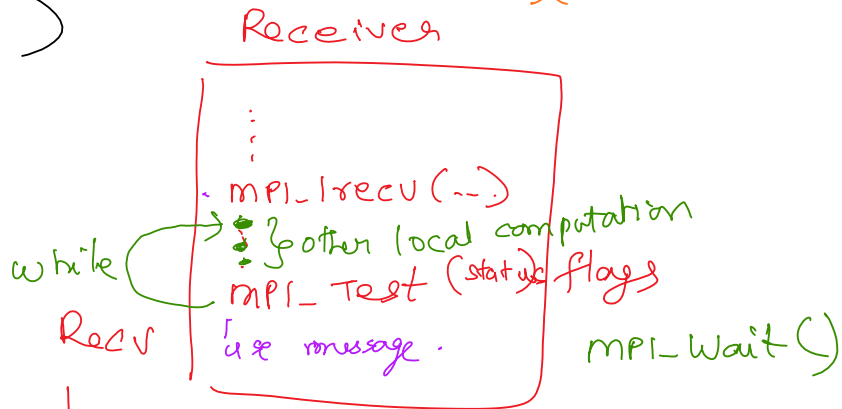 Receiver
MPI_Irecv(---)
other local computation
while
MPI_Test (status) flags
Recv
use message.
MPI_Wait()